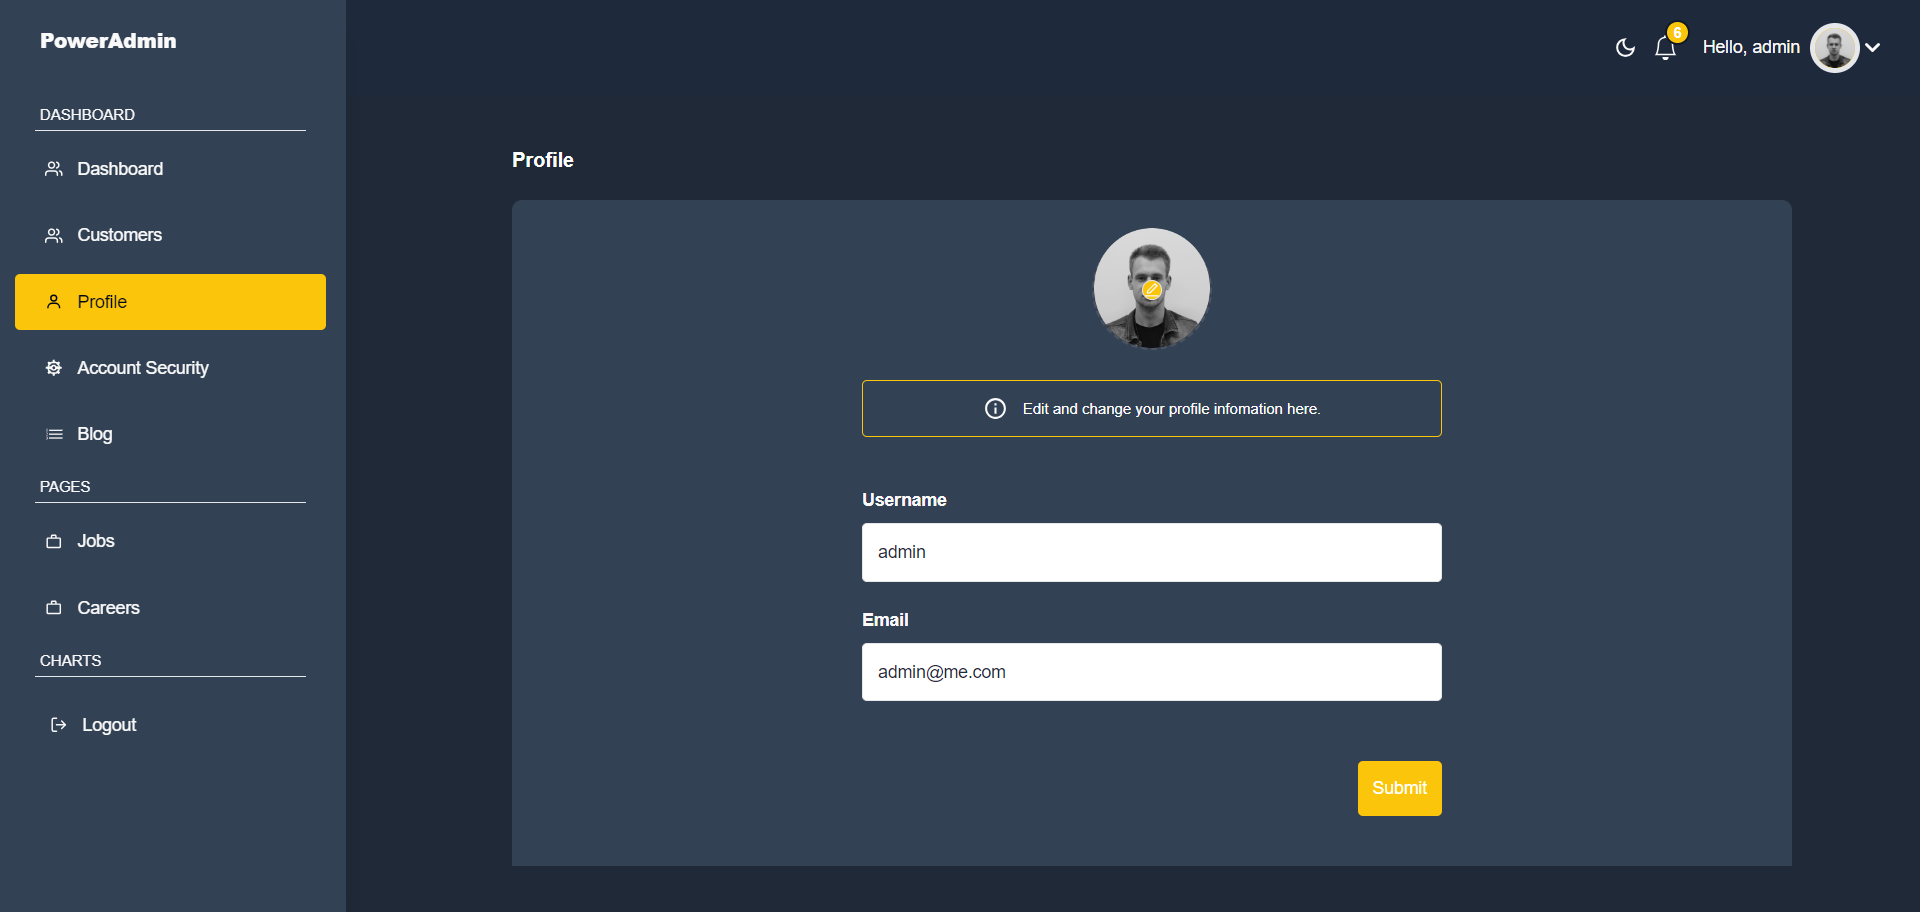 PowerAdmin
DASHBOARD
Dashboard
Customers
Profile
Account Security
Blog
PAGES
Jobs
Careers
CHARTS
Logout
6
Hello, admin
Profile
Edit and change your profile infomation here.
Username
admin
Email
admin@me.com
Submit